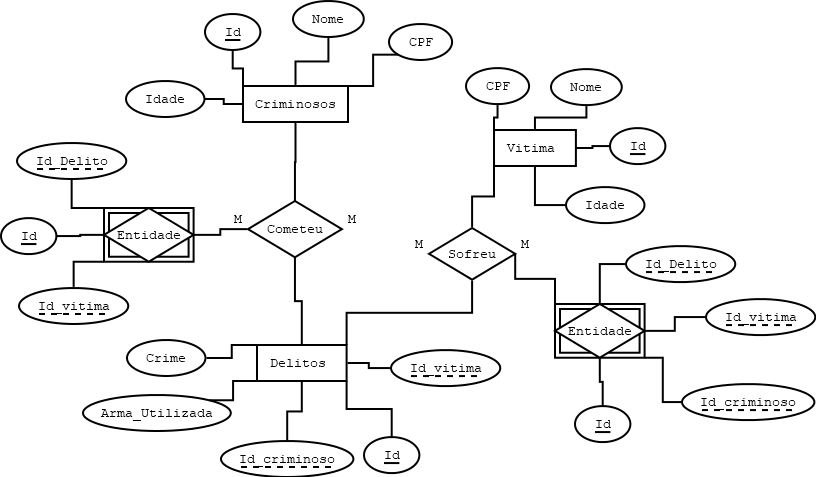 Nome
Id
CPF
CPF
Nome
Idade
Criminosos
Vitima
Id
Id_Delito
Idade
M
M
Id
Entidade
Cometeu
M
M
Sofreu
Id_Delito
Id_vitima
Id_vitima
Entidade
Crime
Delitos
Id_vitima
Id_criminoso
Arma_Utilizada
Id
Id_criminoso
Id